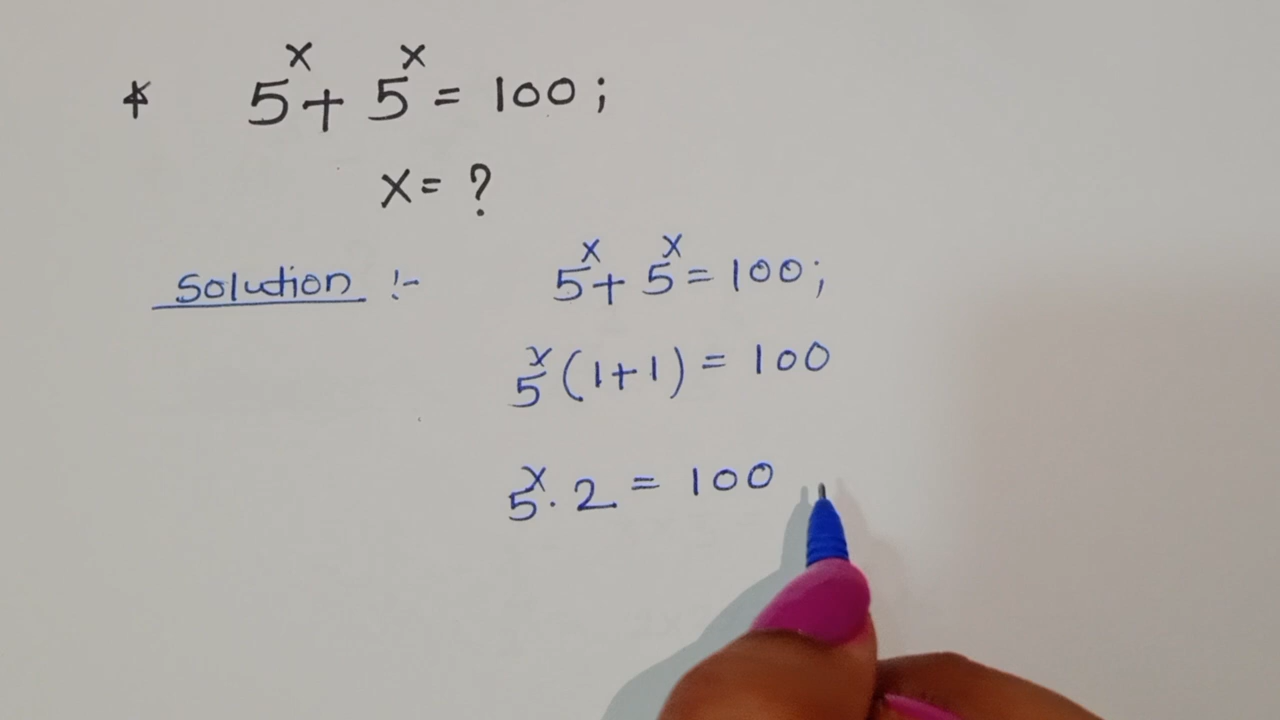 * 5^x + 5^x = 100 ;
x = ?
Solution :- 5^x + 5^x = 100 ;
5^x (1+1) = 100
5^x . 2 = 100